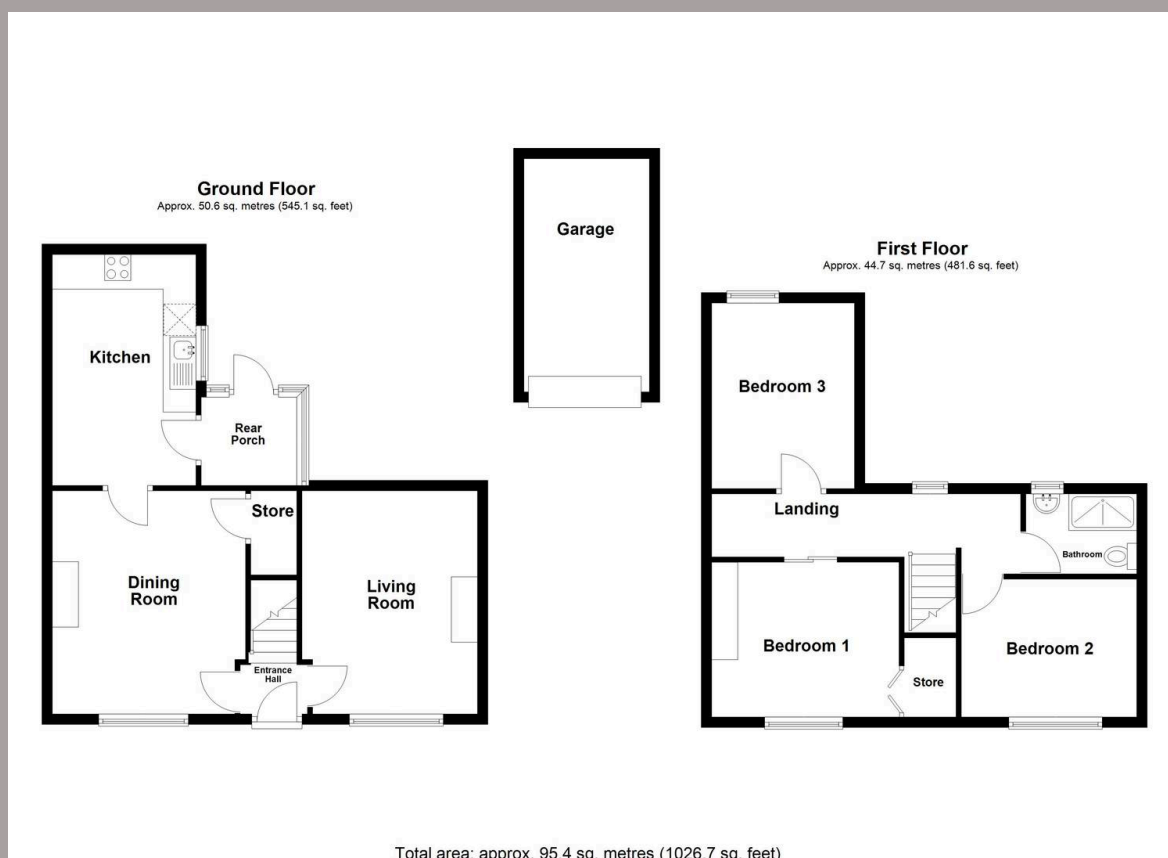 Ground Floor
Approx. 50.6 sq. metres (545.1 sq. feet)
Kitchen
Rear
Porch
Store
Dining
Room
Living
Room
Entrance
Hall
Garage
First Floor
Approx. 44.7 sq. metres (481.6 sq. feet)
Bedroom 3
Landing
Bathroom
Bedroom 1
Store
Bedroom 2
Total area: approx. 95.4 sq. metres (1026.7 sq. feet)